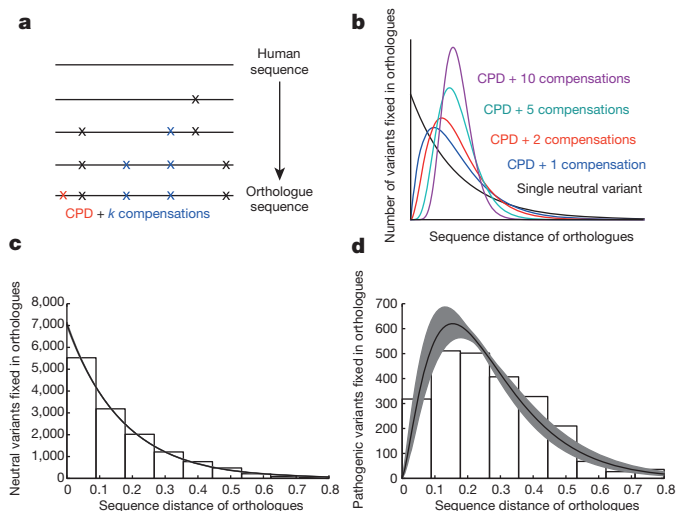 a
Human
sequence
x
x x x
x x x x
x x x x x
Orthologue
sequence
CPD + k compensations
b
Number of variants fixed in orthologues
CPD + 10 compensations
CPD + 5 compensations
CPD + 2 compensations
CPD + 1 compensation
Single neutral variant
Sequence distance of orthologues
c
Neutral variants fixed in orthologues
8,000
7,000
6,000
5,000
4,000
3,000
2,000
1,000
0
0 0.1 0.2 0.3 0.4 0.5 0.6 0.7 0.8
Sequence distance of orthologues
d
Pathogenic variants fixed in orthologues
700
600
500
400
300
200
100
0
0 0.1 0.2 0.3 0.4 0.5 0.6 0.7 0.8
Sequence distance of orthologues